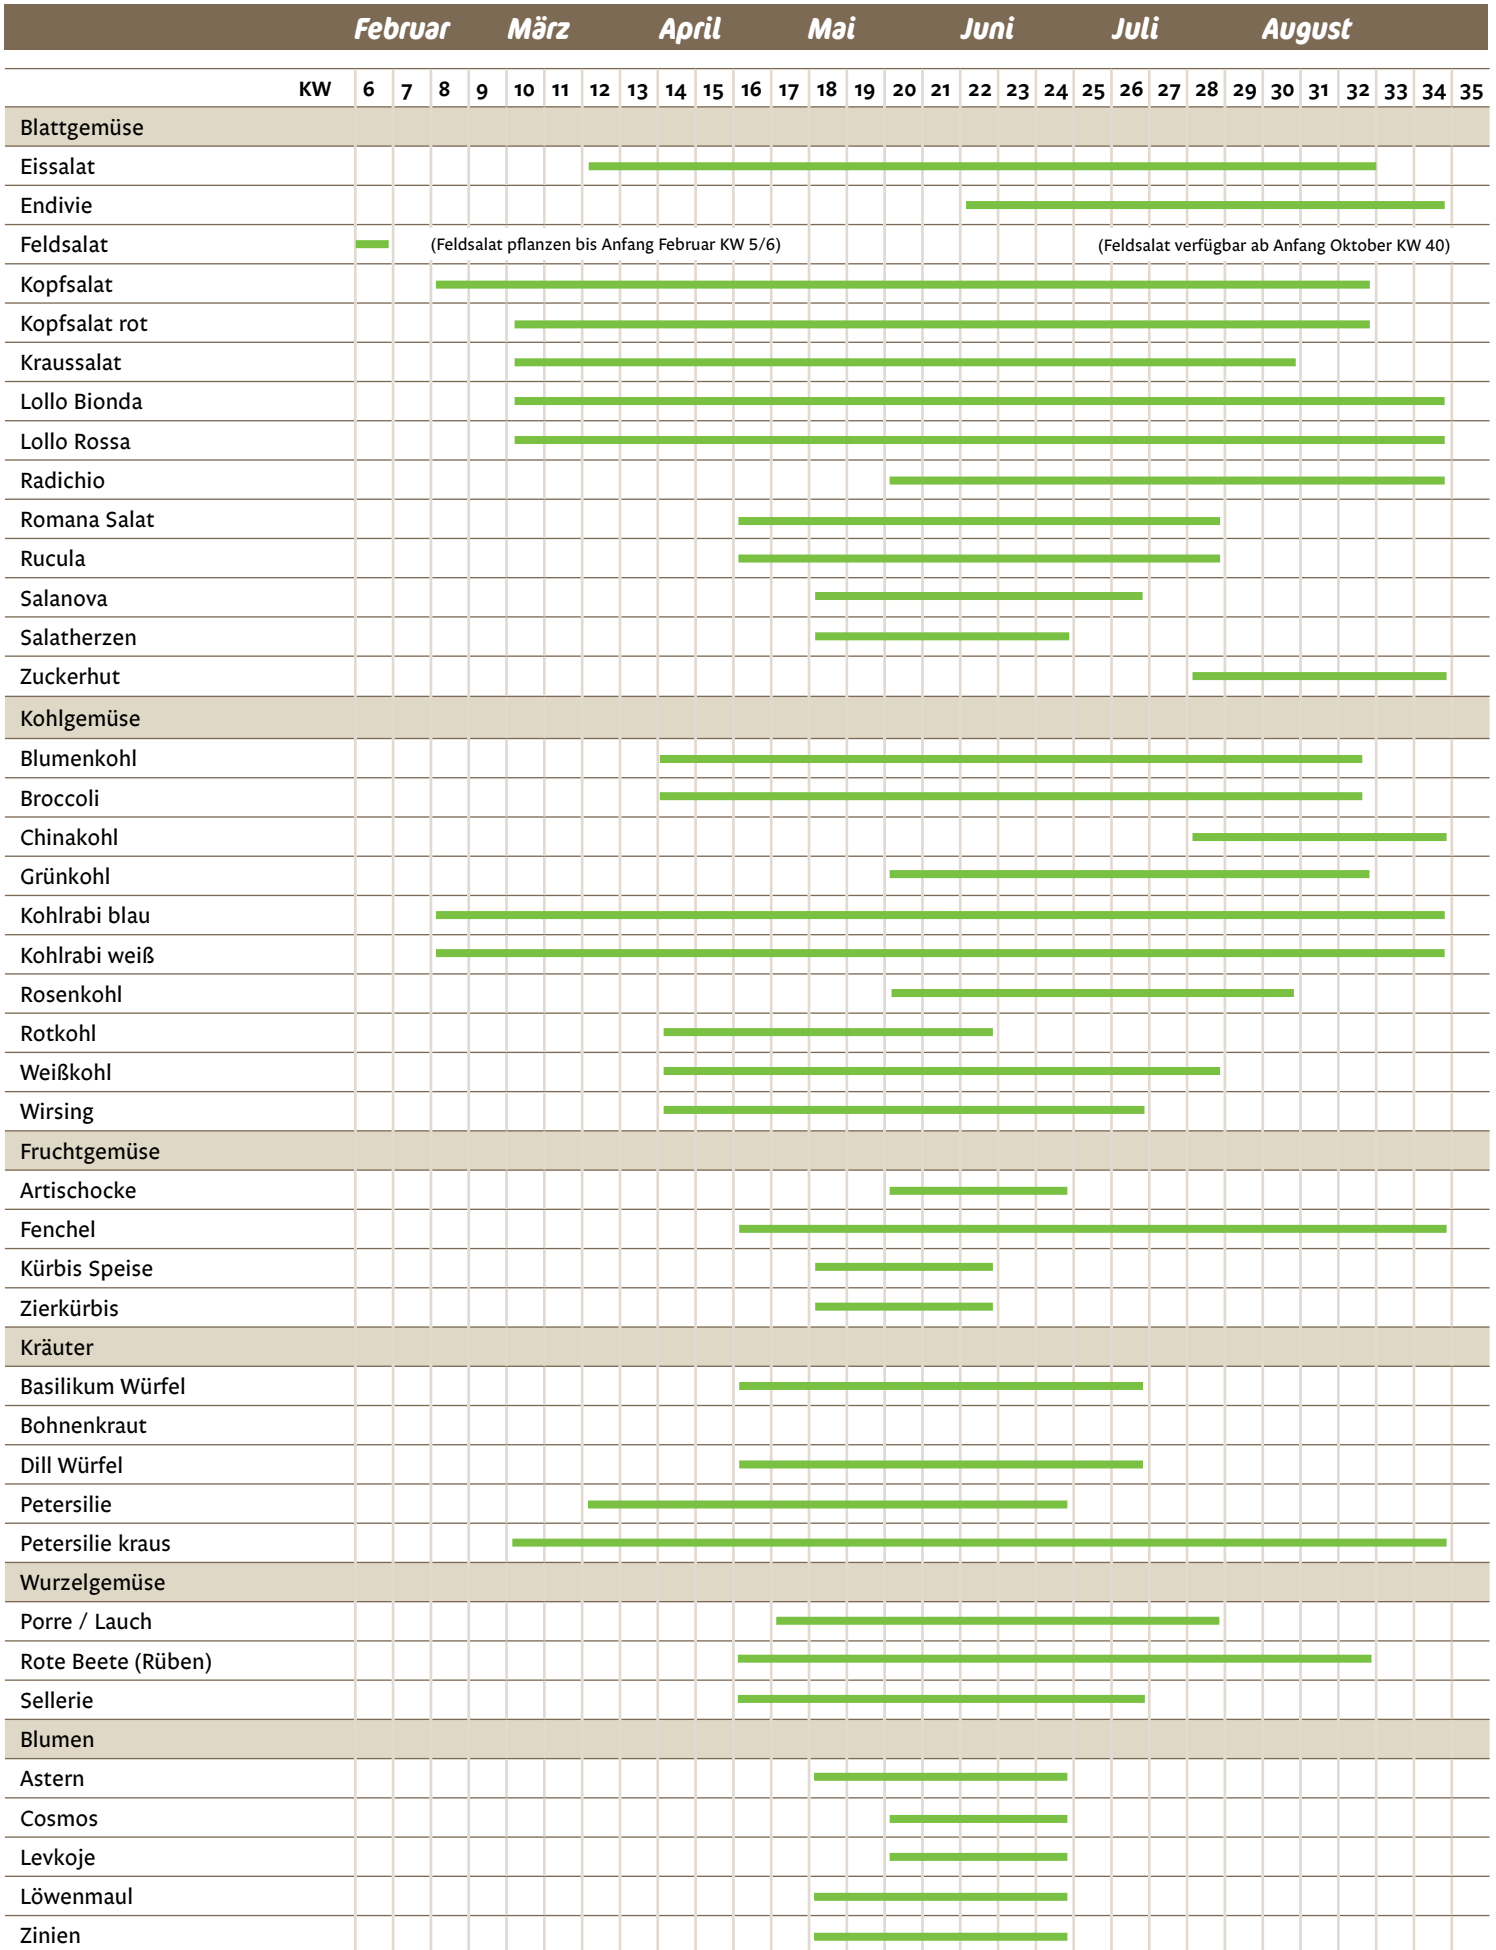 Februar März April Mai Juni Juli August
KW 6 7 8 9 10 11 12 13 14 15 16 17 18 19 20 21 22 23 24 25 26 27 28 29 30 31 32 33 34 35
Blattgemüse
Eissalat
Endivie
Feldsalat (Feldsalat pflanzen bis Anfang Februar KW 5/6) (Feldsalat verfügbar ab Anfang Oktober KW 40)
Kopfsalat
Kopfsalat rot
Kraussalat
Lollo Bionda
Lollo Rossa
Radichio
Romana Salat
Rucula
Salanova
Salatherzen
Zuckerhut
Kohlgemüse
Blumenkohl
Broccoli
Chinakohl
Grünkohl
Kohlrabi blau
Kohlrabi weiß
Rosenkohl
Rotkohl
Weißkohl
Wirsing
Fruchtgemüse
Artischocke
Fenchel
Kürbis Speise
Zierkürbis
Kräuter
Basilikum Würfel
Bohnenkraut
Dill Würfel
Petersilie
Petersilie kraus
Wurzelgemüse
Porre / Lauch
Rote Beete (Rüben)
Sellerie
Blumen
Astern
Cosmos
Levkoje
Löwenmaul
Zinien